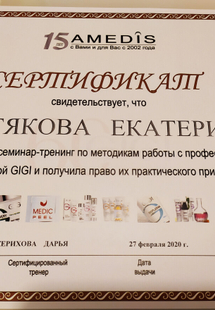 15 AMEDIS
с Вами и для Вас с 2002 года
СЕРТИФИКАТ
свидетельствует, что
ТЯКОВА ЕКАТЕРИ
семинар-тренинг по методикам работы с профес
ой GIGI и получила право их практического при
MEDIC
PEEL
ТЕРИХОВА ДАРЬЯ 27 февраля 2020 г.
Сертифицированный Дата
тренер выдачи